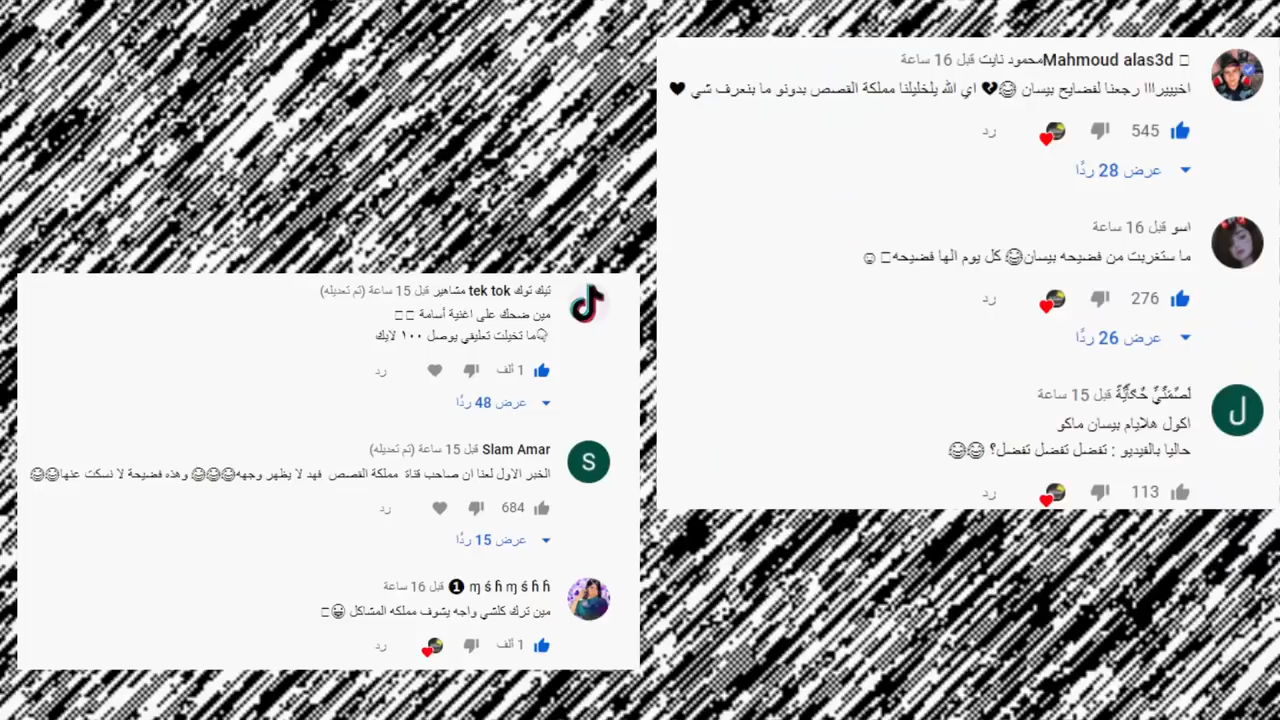 Mahmoud alas3dمحمود نايت قبل 16 ساعة
اخيييرااا رجعنا لفضايح بيسان 😂💔 اي الله يلخليلنا مملكة القصص بدونو ما بنعرف شي 🖤
545
رد
عرض 28 ردًا
اسو قبل 16 ساعة
ما ستغربت من فضيحه بيسان😂 كل يوم الها فضيحه☺
276
رد
عرض 26 ردًا
قبل 15 ساعة
اكول هلايام بيسان ماكو
حاليا بالفيديو : تفضل تفضل تفضل؟ 😂😂
113
رد
تيك توك tek tok مشاهير قبل 15 ساعة (تم تعديله)
مين ضحك على اغنية أسامة
👇ما تخيلت تعليقي يوصل ١٠٠ لايك
1 ألف
رد
عرض 48 ردًا
Slam Amar قبل 15 ساعة (تم تعديله)
الخبر الاول لعنا ان صاحب قناة مملكة القصص فهد لا يظهر وجهه😂😂😂 وهذه فضيحة لا نسكت عنها😂😂
684
رد
عرض 15 ردًا
ɱ ś ɦ ɱ ś ɦ ɦ ❶ قبل 16 ساعة
مين ترك كلشي واجه يشوف مملكه المشاكل 😁
1 ألف
رد